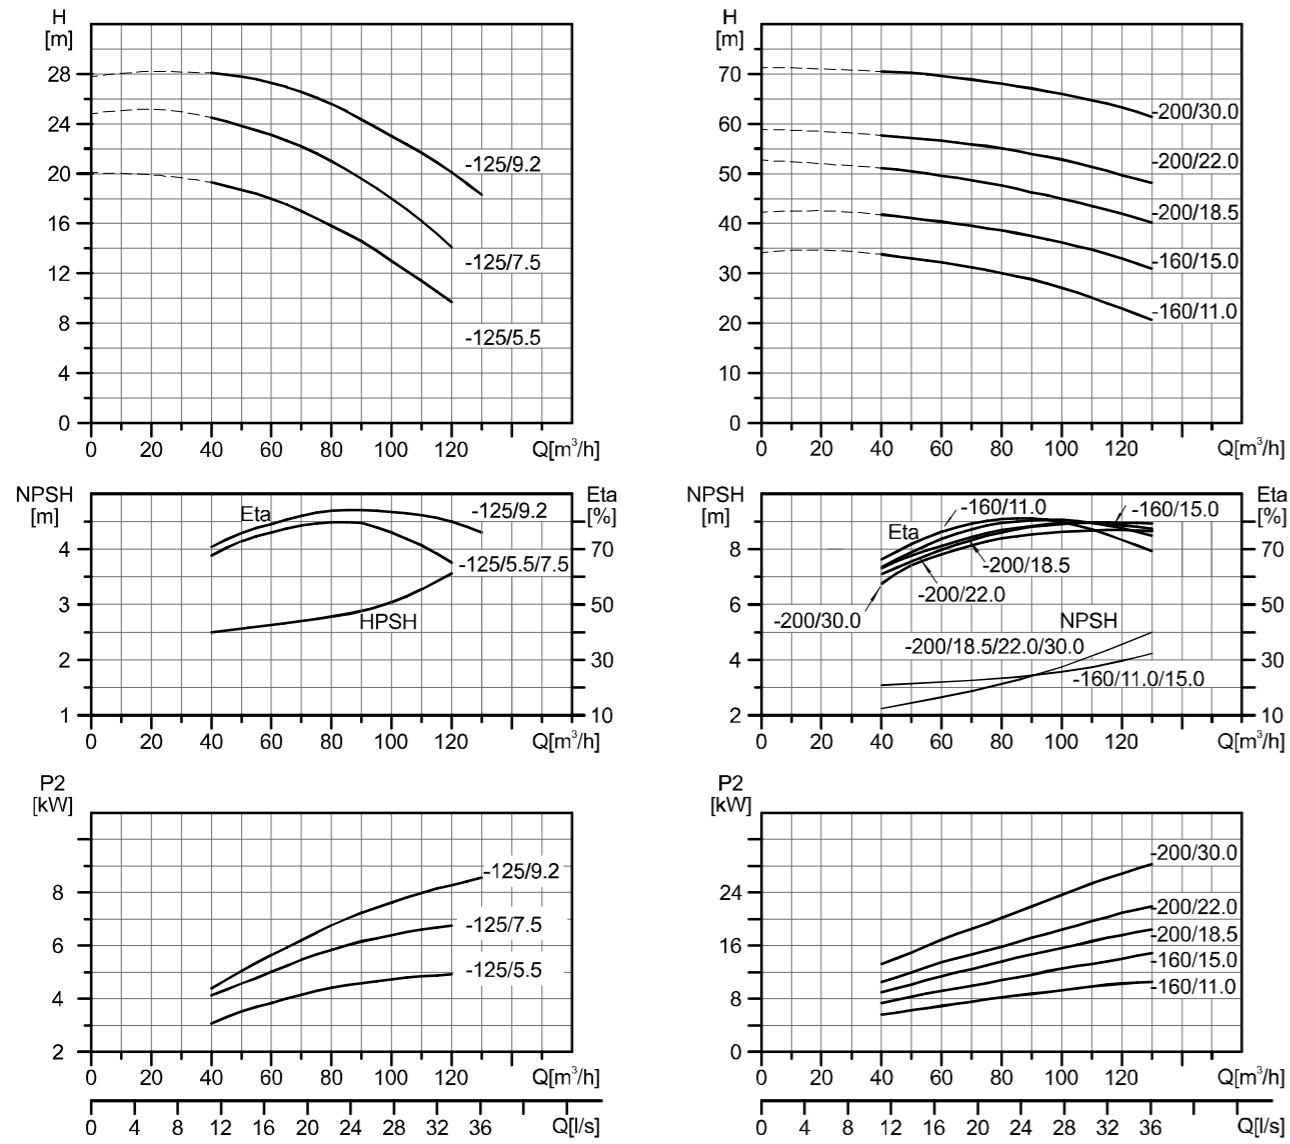 H
[m]
28
24
20
16
12
8
4
0
-125/9.2
-125/7.5
-125/5.5
0 20 40 60 80 100 120 Q[m³/h]
H
[m]
70
60
50
40
30
20
10
0
-200/30.0
-200/22.0
-200/18.5
-160/15.0
-160/11.0
0 20 40 60 80 100 120 Q[m³/h]
NPSH
[m]
4
3
2
1
Eta
[%]
70
50
30
10
Eta
-125/9.2
-125/5.5/7.5
HPSH
0 20 40 60 80 100 120 Q[m³/h]
NPSH
[m]
8
6
4
2
Eta
[%]
70
50
30
10
-160/11.0
-160/15.0
Eta
-200/18.5
-200/22.0
-200/30.0
NPSH
-200/18.5/22.0/30.0
-160/11.0/15.0
0 20 40 60 80 100 120 Q[m³/h]
P2
[kW]
8
6
4
2
-125/9.2
-125/7.5
-125/5.5
0 20 40 60 80 100 120 Q[m³/h]
0 4 8 12 16 20 24 28 32 36 Q[l/s]
P2
[kW]
24
16
8
0
-200/30.0
-200/22.0
-200/18.5
-160/15.0
-160/11.0
0 20 40 60 80 100 120 Q[m³/h]
0 4 8 12 16 20 24 28 32 36 Q[l/s]